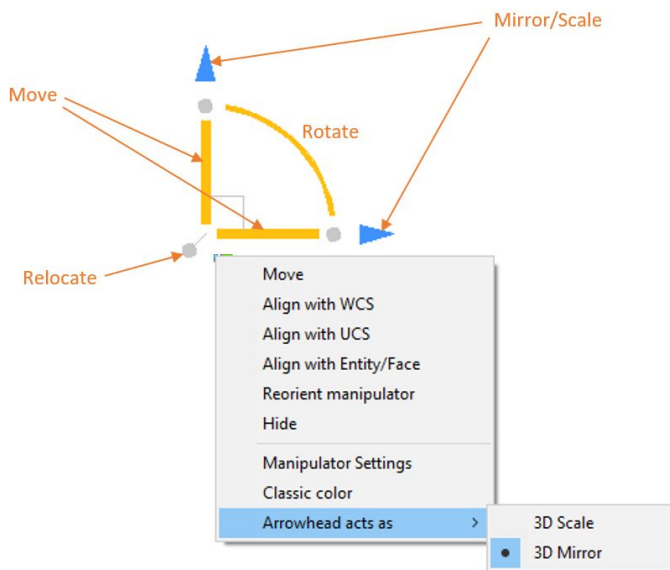 Mirror/Scale
Move
Rotate
Relocate
Move
Align with WCS
Align with UCS
Align with Entity/Face
Reorient manipulator
Hide
Manipulator Settings
Classic color
Arrowhead acts as
3D Scale
3D Mirror